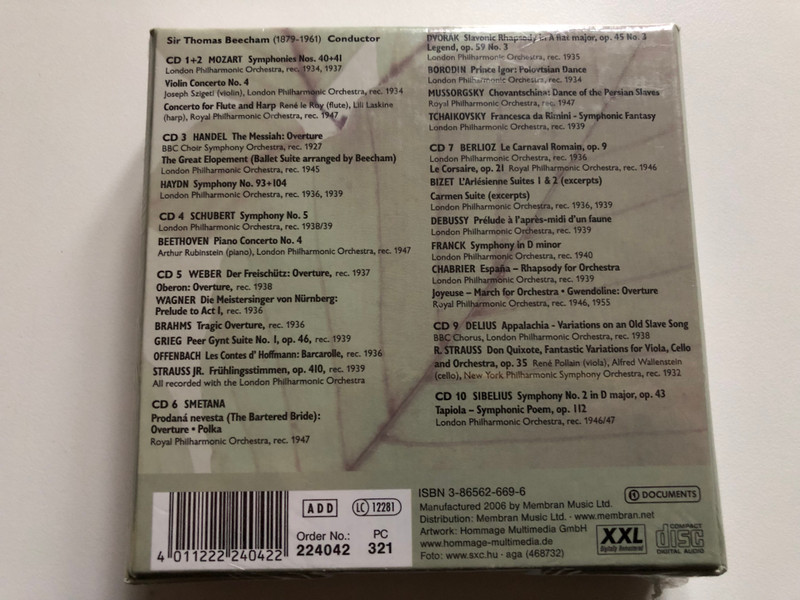 Sir Thomas Beecham (1879-1961) Conductor
CD 1+2 MOZART Symphonies Nos. 40+41
London Philharmonic Orchestra, rec. 1934, 1937
Violin Concerto No. 4
Joseph Szigeti (violin), London Philharmonic Orchestra, rec. 1934
Concerto for Flute and Harp René le Roy (flute), Lili Laskine
(harp), Royal Philharmonic Orchestra, rec. 1947
CD 3 HANDEL The Messiah: Overture
BBC Choir Symphony Orchestra, rec. 1927
The Great Elopement (Ballet Suite arranged by Beecham)
London Philharmonic Orchestra, rec. 1945
HAYDN Symphony No. 93+104
London Philharmonic Orchestra, rec. 1936, 1939
CD 4 SCHUBERT Symphony No. 5
London Philharmonic Orchestra, rec. 1938/39
BEETHOVEN Piano Concerto No. 4
Arthur Rubinstein (piano), London Philharmonic Orchestra, rec. 1947
CD 5 WEBER Der Freischütz: Overture, rec. 1937
Oberon: Overture, rec. 1938
WAGNER Die Meistersinger von Nürnberg:
Prelude to Act I, rec. 1936
BRAHMS Tragic Overture, rec. 1936
GRIEG Peer Gynt Suite No. 1, op. 46, rec. 1939
OFFENBACH Les Contes d' Hoffmann: Barcarolle, rec. 1936
STRAUSS JR. Frühlingsstimmen, op. 410, rec. 1939
All recorded with the London Philharmonic Orchestra
CD 6 SMETANA
Prodaná nevesta (The Bartered Bride):
Overture • Polka
Royal Philharmonic Orchestra, rec. 1947
DVORÁK Slavonic Rhapsody in A flat major, op. 45 No. 3
Legend, op. 59 No. 3
London Philharmonic Orchestra, rec. 1935
BORODIN Prince Igor: Polovtsian Dance
London Philharmonic Orchestra, rec. 1934
MUSSORGSKY Chovantschina: Dance of the Persian Slaves
Royal Philharmonic Orchestra, rec. 1947
TCHAIKOVSKY Francesca da Rimini - Symphonic Fantasy
London Philharmonic Orchestra, rec. 1939
CD 7 BERLIOZ Le Carnaval Romain, op. 9
London Philharmonic Orchestra, rec. 1936
Le Corsaire, op. 21 Royal Philharmonic Orchestra, rec. 1946
BIZET L'Arlésienne Suites 1 & 2 (excerpts)
Carmen Suite (excerpts)
London Philharmonic Orchestra, rec. 1936, 1939
DEBUSSY Prélude à l'après-midi d'un faune
London Philharmonic Orchestra, rec. 1939
FRANCK Symphony in D minor
London Philharmonic Orchestra, rec. 1940
CHABRIER España – Rhapsody for Orchestra
London Philharmonic Orchestra, rec. 1939
Joyeuse – March for Orchestra • Gwendoline: Overture
Royal Philharmonic Orchestra, rec. 1946, 1955
CD 9 DELIUS Appalachia - Variations on an Old Slave Song
BBC Chorus, London Philharmonic Orchestra, rec. 1938
R. STRAUSS Don Quixote, Fantastic Variations for Viola, Cello
and Orchestra, op. 35 René Pollain (viola), Alfred Wallenstein
(cello), New York Philharmonic Symphony Orchestra, rec. 1932
CD 10 SIBELIUS Symphony No. 2 in D major, op. 43
Tapiola – Symphonic Poem, op. 112
London Philharmonic Orchestra, rec. 1946/47
4 011222 240422
ADD
LC 12281
Order No.:
224042
PC
321
ISBN 3-86562-669-6
DOCUMENTS
Manufactured 2006 by Membran Music Ltd.
Distribution: Membran Music Ltd. · www.membran.net
Artwork: Hommage Multimedia GmbH
www.hommage-multimedia.de
Foto: www.sxc.hu - aga (468732)
XXL
Digitally Remastered
COMPACT
disc
DIGITAL AUDIO